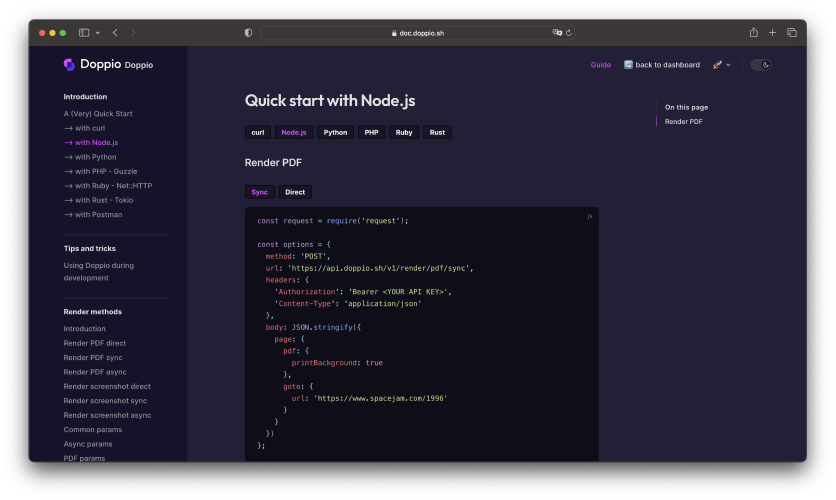 doc.doppio.sh
Doppio Doppio
Guide
back to dashboard
Introduction
A (Very) Quick Start
→ with curl
→ with Node.js
→ with Python
→ with PHP - Guzzle
→ with Ruby - Net::HTTP
→ with Rust - Tokio
→ with Postman
Tips and tricks
Using Doppio during
development
Render methods
Introduction
Render PDF direct
Render PDF sync
Render PDF async
Render screenshot direct
Render screenshot sync
Render screenshot async
Common params
Async params
PDF params
Quick start with Node.js
curl Node.js Python PHP Ruby Rust
Render PDF
Sync Direct
js
const request = require('request');
const options = {
  method: 'POST',
  url: 'https://api.doppio.sh/v1/render/pdf/sync',
  headers: {
    'Authorization': 'Bearer <YOUR API KEY>',
    'Content-Type': 'application/json'
  },
  body: JSON.stringify({
    page: {
      pdf: {
        printBackground: true
      },
      goto: {
        url: 'https://www.spacejam.com/1996'
      }
    }
  })
};
On this page
Render PDF